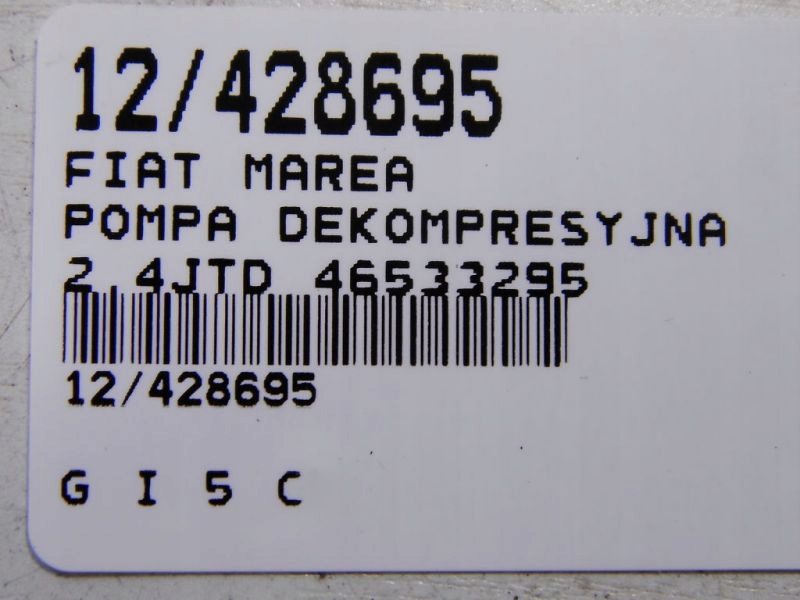 12/428695
FIAT MAREA
POMPA DEKOMPRESYJNA
2.4JTD 46533295
12/428695
G I 5 C